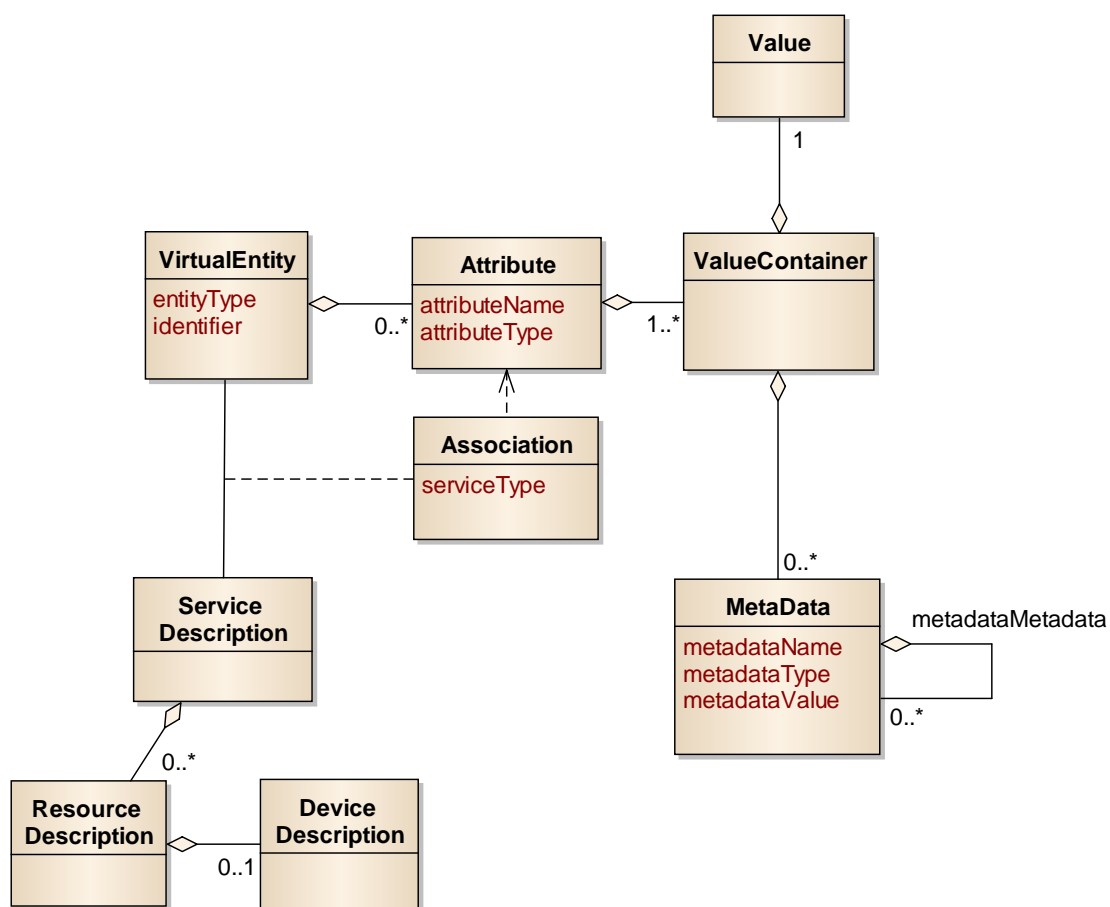 Value
1
VirtualEntity
entityType
identifier
0..*
Attribute
attributeName
attributeType
1..*
ValueContainer
Association
serviceType
0..*
Service
Description
MetaData
metadataName
metadataType
metadataValue
metadataMetadata
0..*
0..*
Resource
Description
0..1
Device
Description